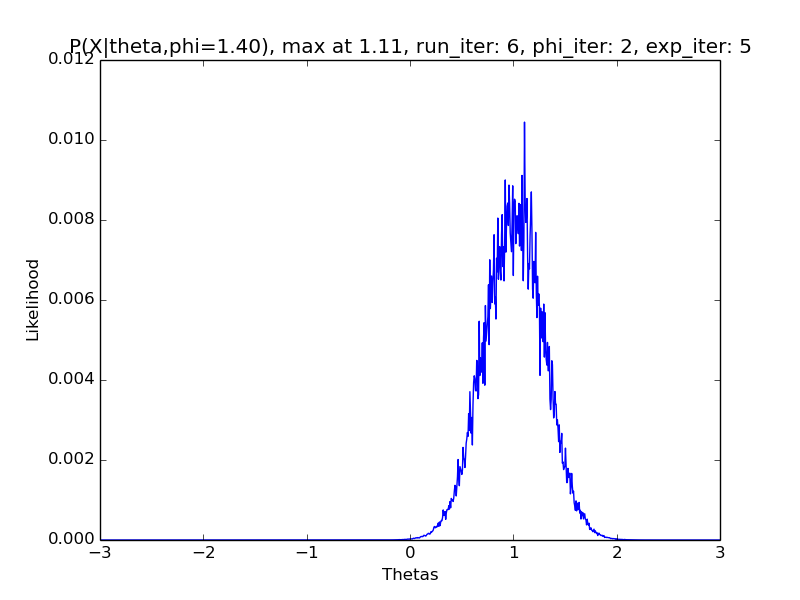 P(X|theta,phi=1.40), max at 1.11, run_iter: 6, phi_iter: 2, exp_iter: 5
0.012
0.010
0.008
0.006
0.004
0.002
0.000
Likelihood
−3 −2 −1 0 1 2 3
Thetas